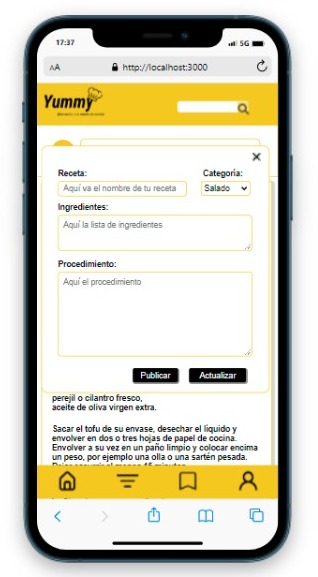 17:37
5G
AA
http://localhost:3000
Yummy
Receta:
Categoría:
Aquí va el nombre de tu receta
Salado
Ingredientes:
Aquí la lista de ingredientes
Procedimiento:
Aquí el procedimiento
Publicar
Actualizar
perejil o cilantro fresco,
aceite de oliva virgen extra.
Sacar el tofu de su envase, desechar el líquido y
envolver en dos o tres hojas de papel de cocina.
Envolver a su vez en un paño limpio y colocar encima
un peso, por ejemplo una olla o una sartén pesada.